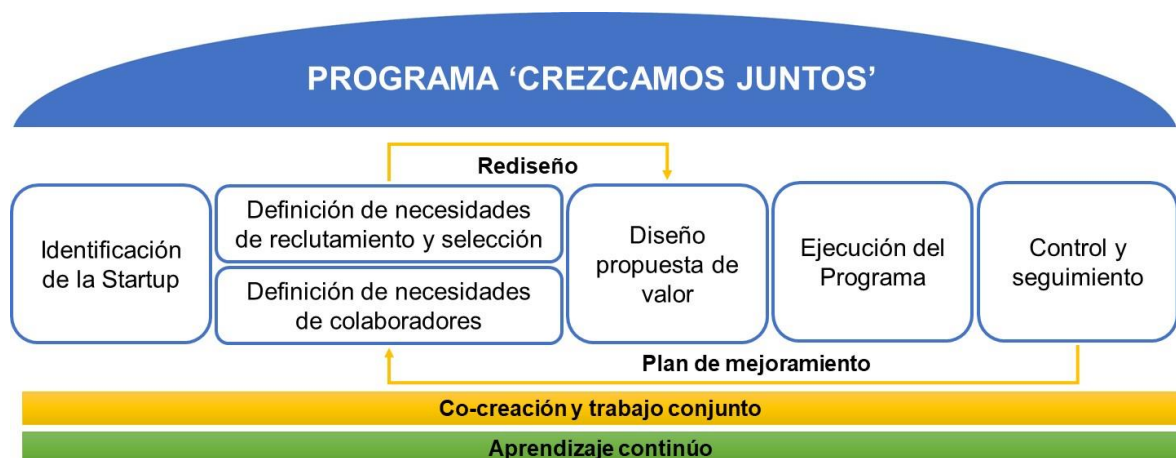 PROGRAMA ‘CREZCAMOS JUNTOS’
Rediseño
Identificación
de la Startup
Definición de necesidades
de reclutamiento y selección
Definición de necesidades
de colaboradores
Diseño
propuesta de
valor
Ejecución del
Programa
Control y
seguimiento
Plan de mejoramiento
Co-creación y trabajo conjunto
Aprendizaje continúo